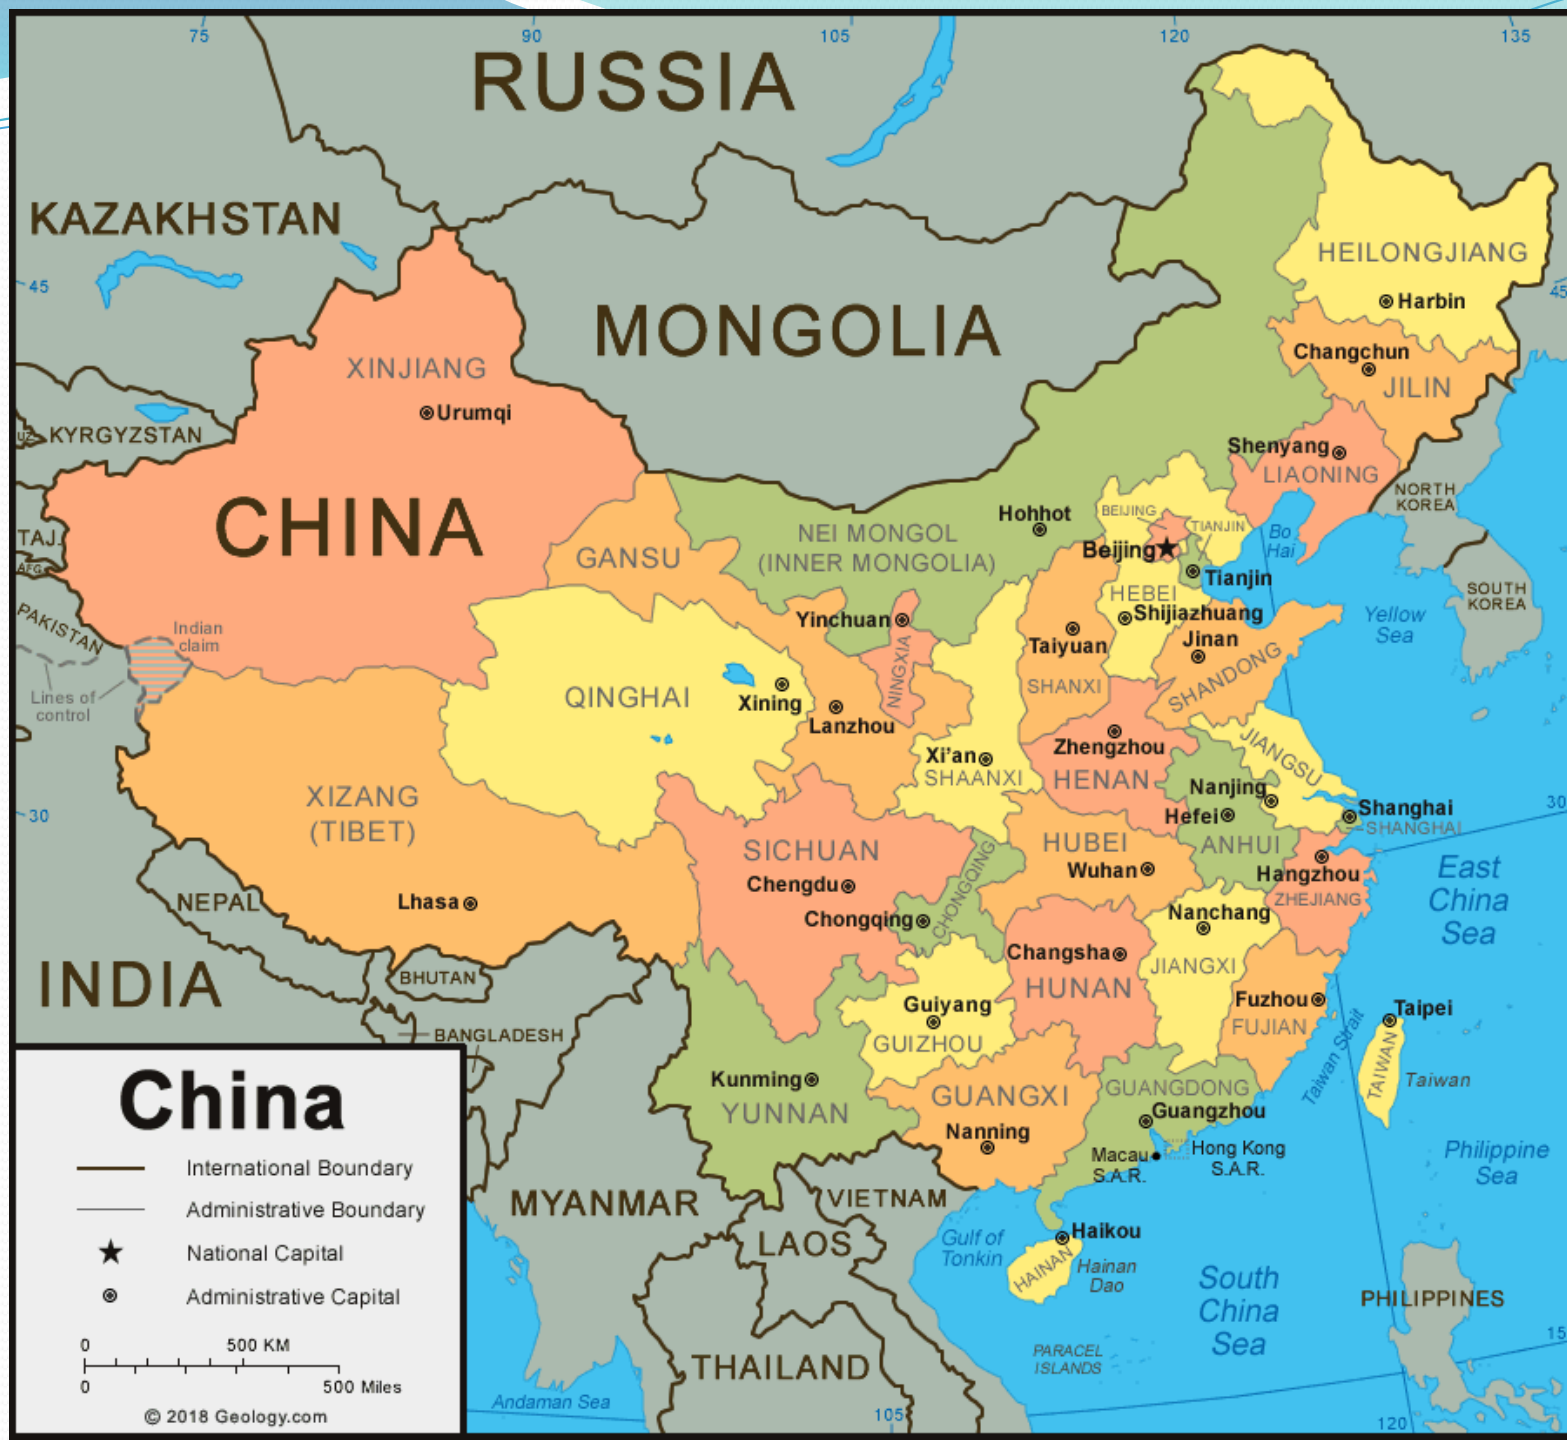 75
90
105
120
135
RUSSIA
KAZAKHSTAN
MONGOLIA
HEILONGJIANG
Harbin
45
45
Changchun
JILIN
XINJIANG
Urumqi
UZ.
KYRGYZSTAN
Shenyang
LIAONING
NORTH
KOREA
CHINA
Hohhot
BEIJING
TIANJIN
Bo
Hai
TAJ.
AFG.
GANSU
NEI MONGOL
(INNER MONGOLIA)
Beijing
Tianjin
HEBEI
SOUTH
KOREA
PAKISTAN
Indian
claim
Yinchuan
Shijiazhuang
Yellow
Sea
Taiyuan
Jinan
NINGXIA
SHANXI
SHANDONG
Lines of
control
QINGHAI
Xining
Lanzhou
Zhengzhou
HENAN
JIANGSU
Xi'an
SHAANXI
Nanjing
XIZANG
(TIBET)
30
30
Hefei
Shanghai
SHANGHAI
SICHUAN
HUBEI
ANHUI
Wuhan
Hangzhou
ZHEJIANG
East
China
Sea
Chengdu
CHONGQING
Chongqing
Lhasa
NEPAL
Nanchang
Changsha
JIANGXI
HUNAN
INDIA
BHUTAN
Guiyang
GUIZHOU
Fuzhou
FUJIAN
Taipei
BANGLADESH
Taiwan Strait
TAIWAN
Taiwan
Kunming
YUNNAN
GUANGXI
GUANGDONG
Guangzhou
Nanning
Macau
S.A.R.
Hong Kong
S.A.R.
Philippine
Sea
MYANMAR
VIETNAM
LAOS
Gulf of
Tonkin
Haikou
HAINAN
Hainan
Dao
South
China
Sea
PHILIPPINES
PARACEL
ISLANDS
THAILAND
15
Andaman Sea
105
120
China
International Boundary
Administrative Boundary
National Capital
Administrative Capital
0 500 KM
0 500 Miles
© 2018 Geology.com